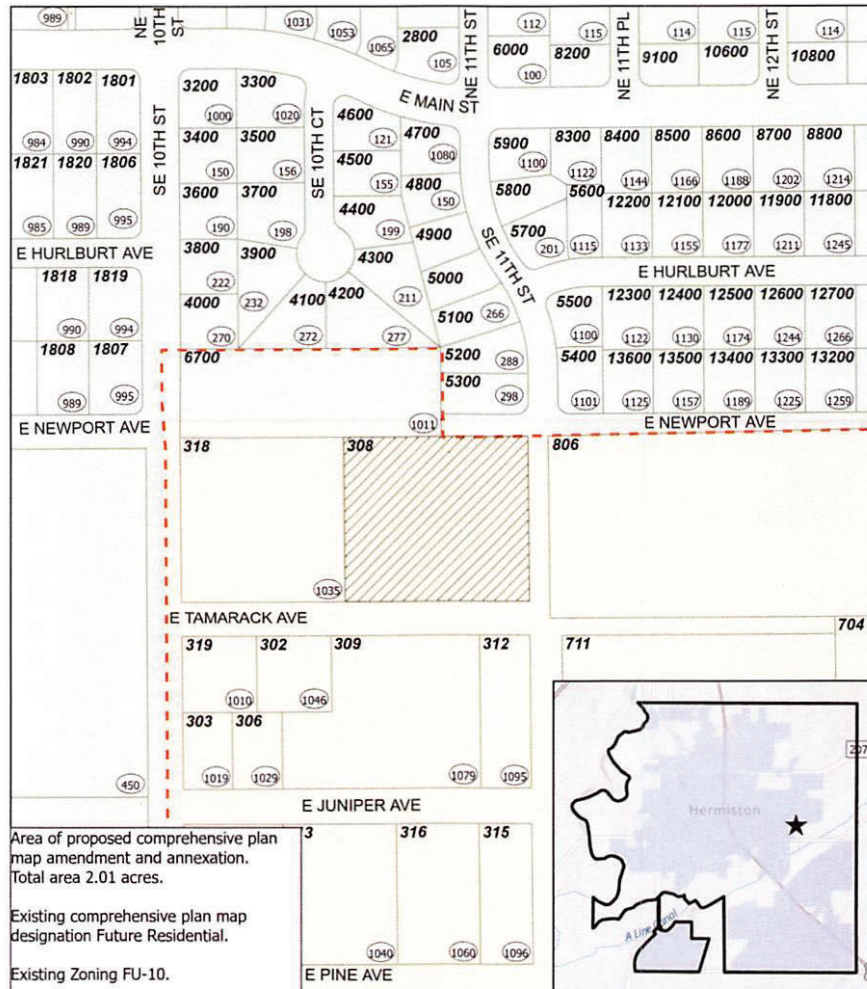 989
NE 10TH ST
1031
1053
1065
2800
105
NE 11TH ST
112
6000
100
115
8200
NE 11TH PL
114
115
9100
10600
NE 12TH ST
114
10800
E MAIN ST
1803 1802 1801
984 990 994
1821 1820 1806
985 989 995
SE 10TH ST
3200 3300
1000 1020
3400 3500
150 156
3600 3700
190 198
3800 3900
222 232
4000
270
SE 10TH CT
4600
121
4500
155
4400
199
4300
211
4100 4200
272 277
4700
1080
4800
150
4900
5000
5100
266
5200
288
5300
298
SE 11TH ST
5900
1100
5800
5700
201
5600
1115
8300 8400 8500 8600 8700 8800
1122 1144 1166 1188 1202 1214
12200 12100 12000 11900 11800
1133 1155 1177 1211 1245
E HURLBURT AVE
E HURLBURT AVE
1818 1819
990 994
1808 1807
989 995
5500 12300 12400 12500 12600 12700
1100 1122 1130 1174 1244 1266
5400 13600 13500 13400 13300 13200
1101 1125 1157 1189 1225 1259
6700
1011
E NEWPORT AVE
E NEWPORT AVE
318
1035
308
806
E TAMARACK AVE
704
711
319 302 309 312
1010 1046
303 306
1019 1029 1079 1095
450
E JUNIPER AVE
3 316 315
1040 1060 1096
E PINE AVE
Area of proposed comprehensive plan
map amendment and annexation.
Total area 2.01 acres.
Existing comprehensive plan map
designation Future Residential.
Existing Zoning FU-10.
207
Hermiston
A Line Canal